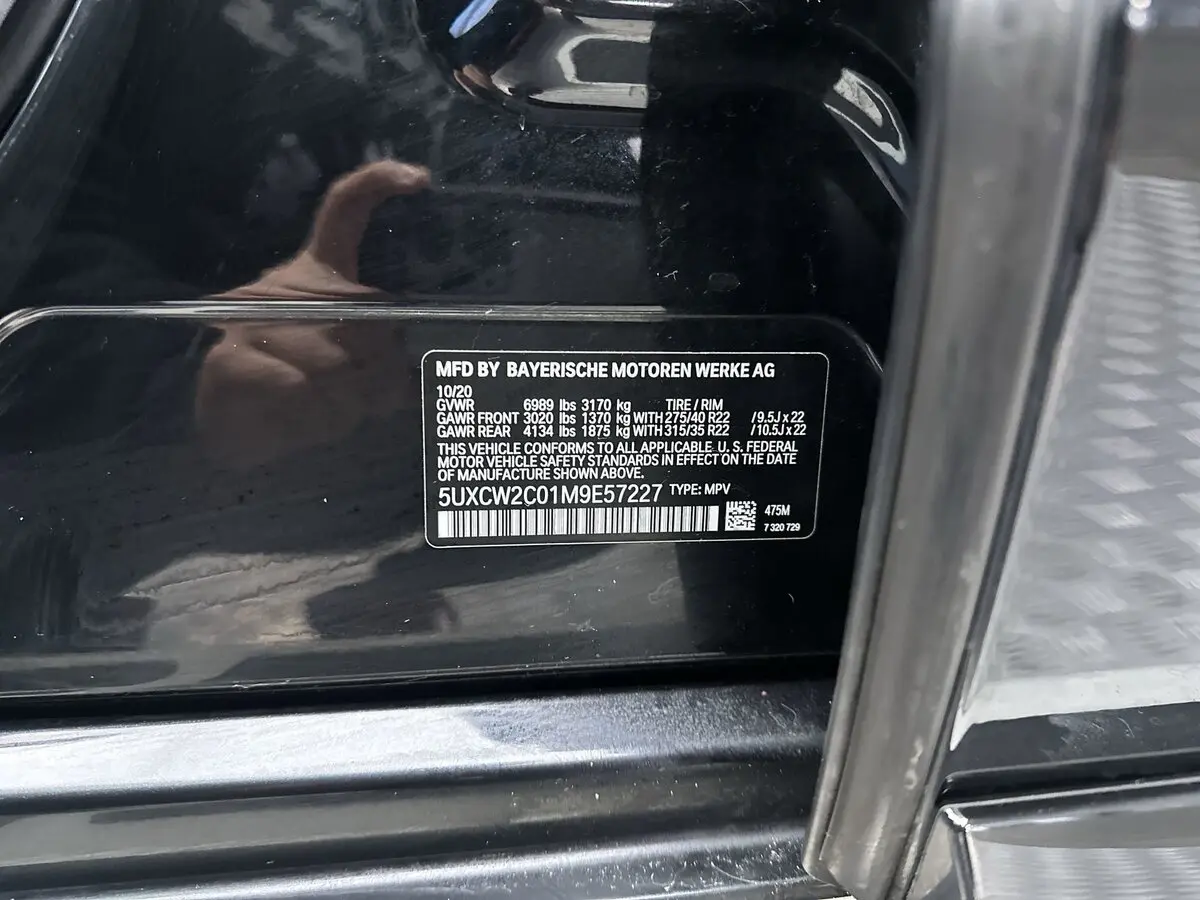 MFD BY BAYERISCHE MOTOREN WERKE AG
10/20
GVWR 6989 lbs 3170 kg TIRE / RIM
GAWR FRONT 3020 lbs 1370 kg WITH 275/40 R22 / 9.5J x 22
GAWR REAR 4134 lbs 1875 kg WITH 315/35 R22 / 10.5J x 22
THIS VEHICLE CONFORMS TO ALL APPLICABLE U. S. FEDERAL
MOTOR VEHICLE SAFETY STANDARDS IN EFFECT ON THE DATE
OF MANUFACTURE SHOWN ABOVE.
5UXCW2C01M9E57227 TYPE: MPV
475M
7 320 729